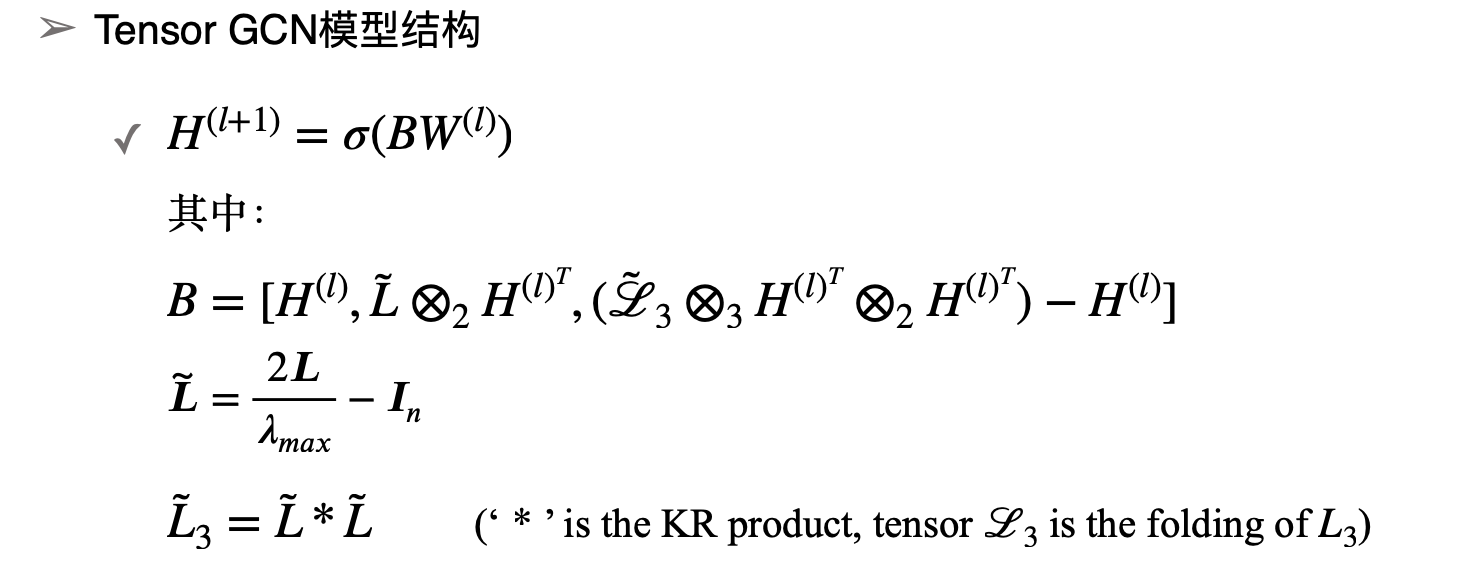 ➢ Tensor GCN模型结构
✓ H^{(l+1)} = σ(BW^{(l)})
其中：
B = [H^{(l)}, L̃ ⊗_2 H^{(l)^T}, (ℒ̃_3 ⊗_3 H^{(l)^T} ⊗_2 H^{(l)^T}) − H^{(l)}]
L̃ = \frac{2L}{λ_{max}} − I_n
L̃_3 = L̃ * L̃ (‘ * ’ is the KR product, tensor ℒ_3 is the folding of L_3)